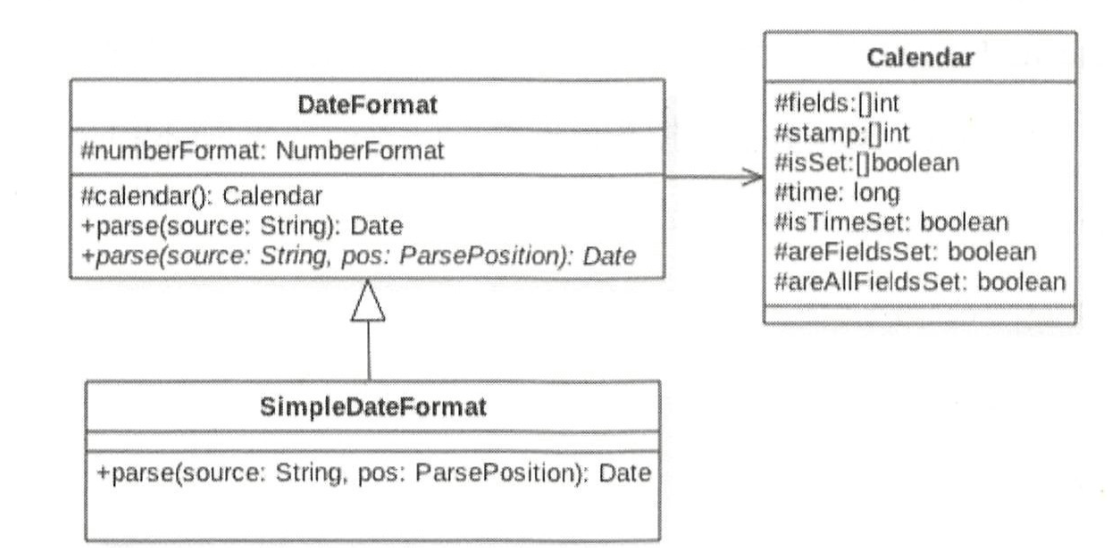 DateFormat
#numberFormat: NumberFormat
#calendar(): Calendar
+parse(source: String): Date
+parse(source: String, pos: ParsePosition): Date
Calendar
#fields:[]int
#stamp:[]int
#isSet:[]boolean
#time: long
#isTimeSet: boolean
#areFieldsSet: boolean
#areAllFieldsSet: boolean
SimpleDateFormat
+parse(source: String, pos: ParsePosition): Date